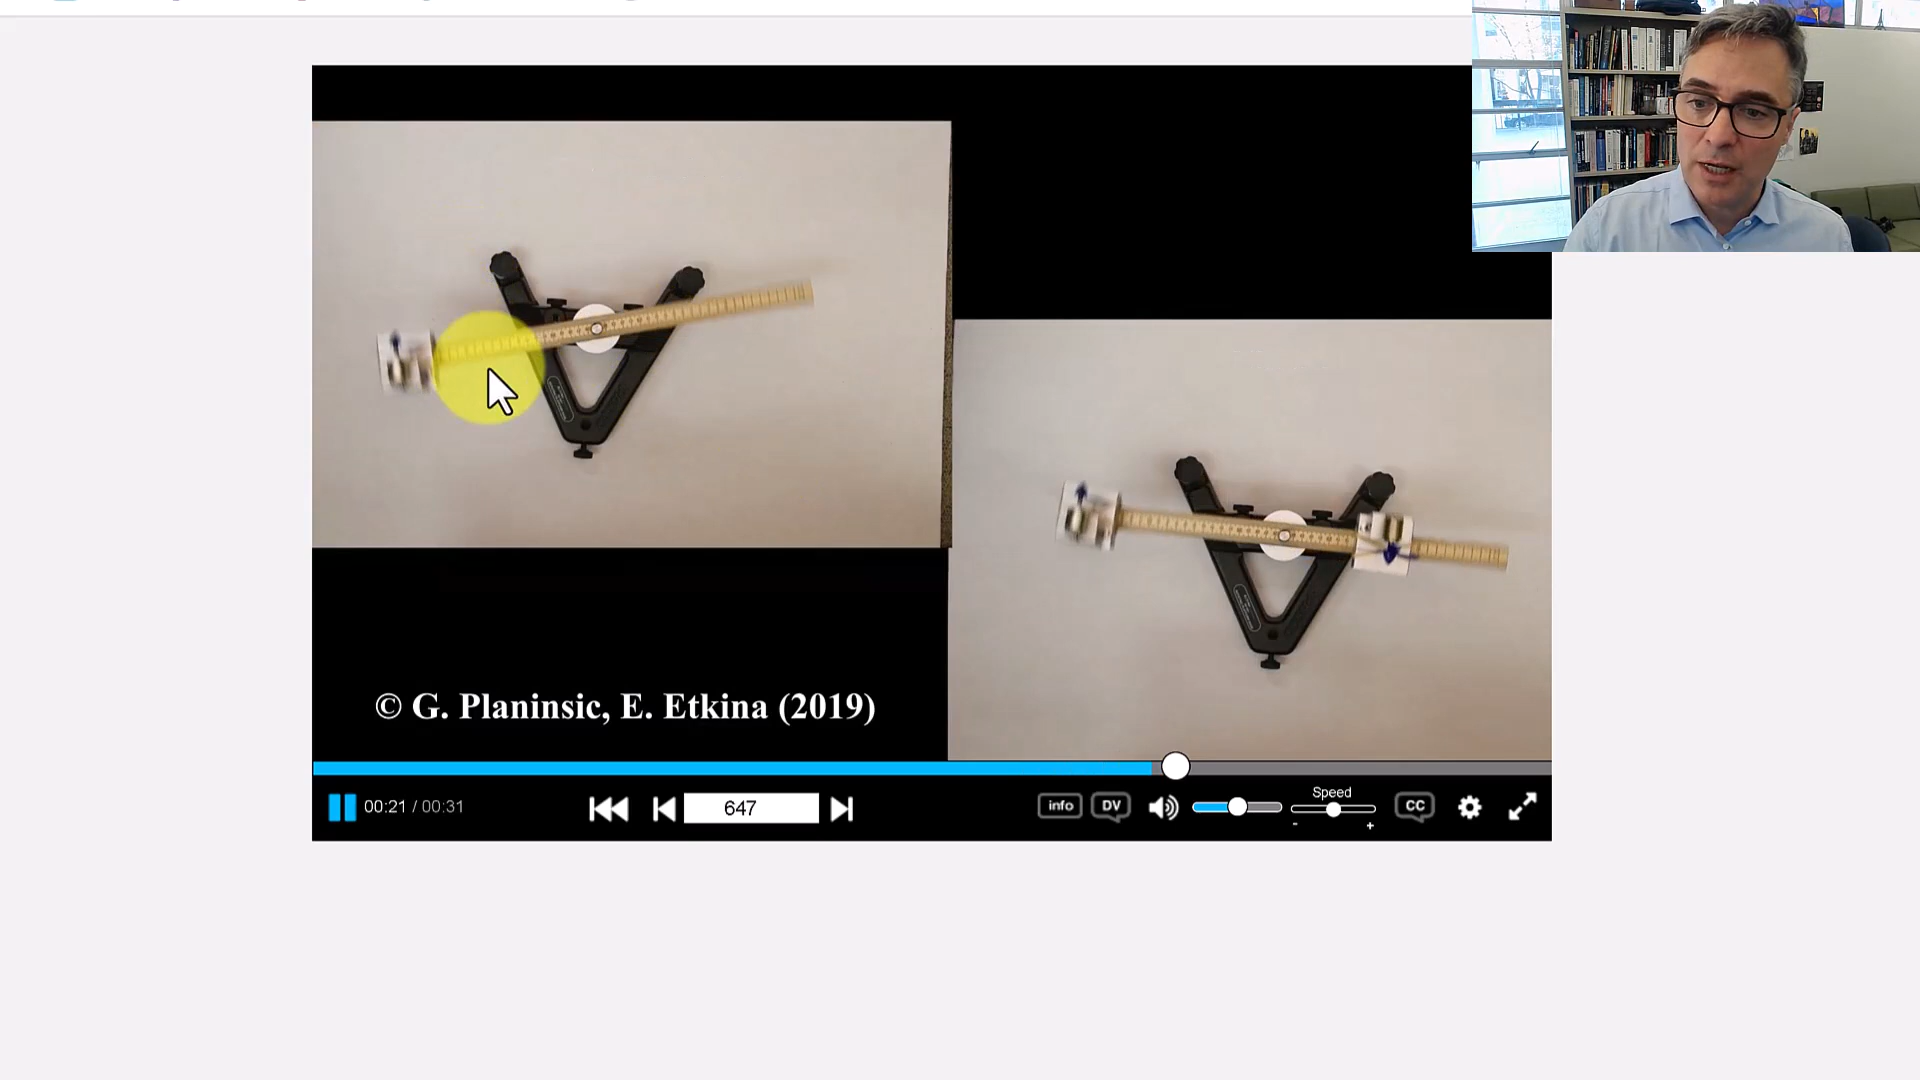 © G. Planinsic, E. Etkina (2019)
00:21 / 00:31
647
info
DV
Speed
-
+
CC